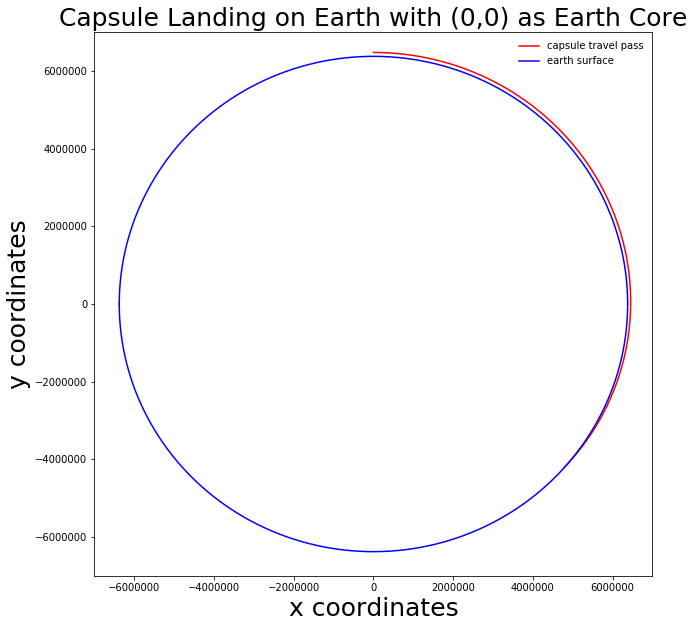 Capsule Landing on Earth with (0,0) as Earth Core
capsule travel pass
earth surface
6000000
4000000
2000000
0
−2000000
−4000000
−6000000
y coordinates
−6000000 −4000000 −2000000 0 2000000 4000000 6000000
x coordinates